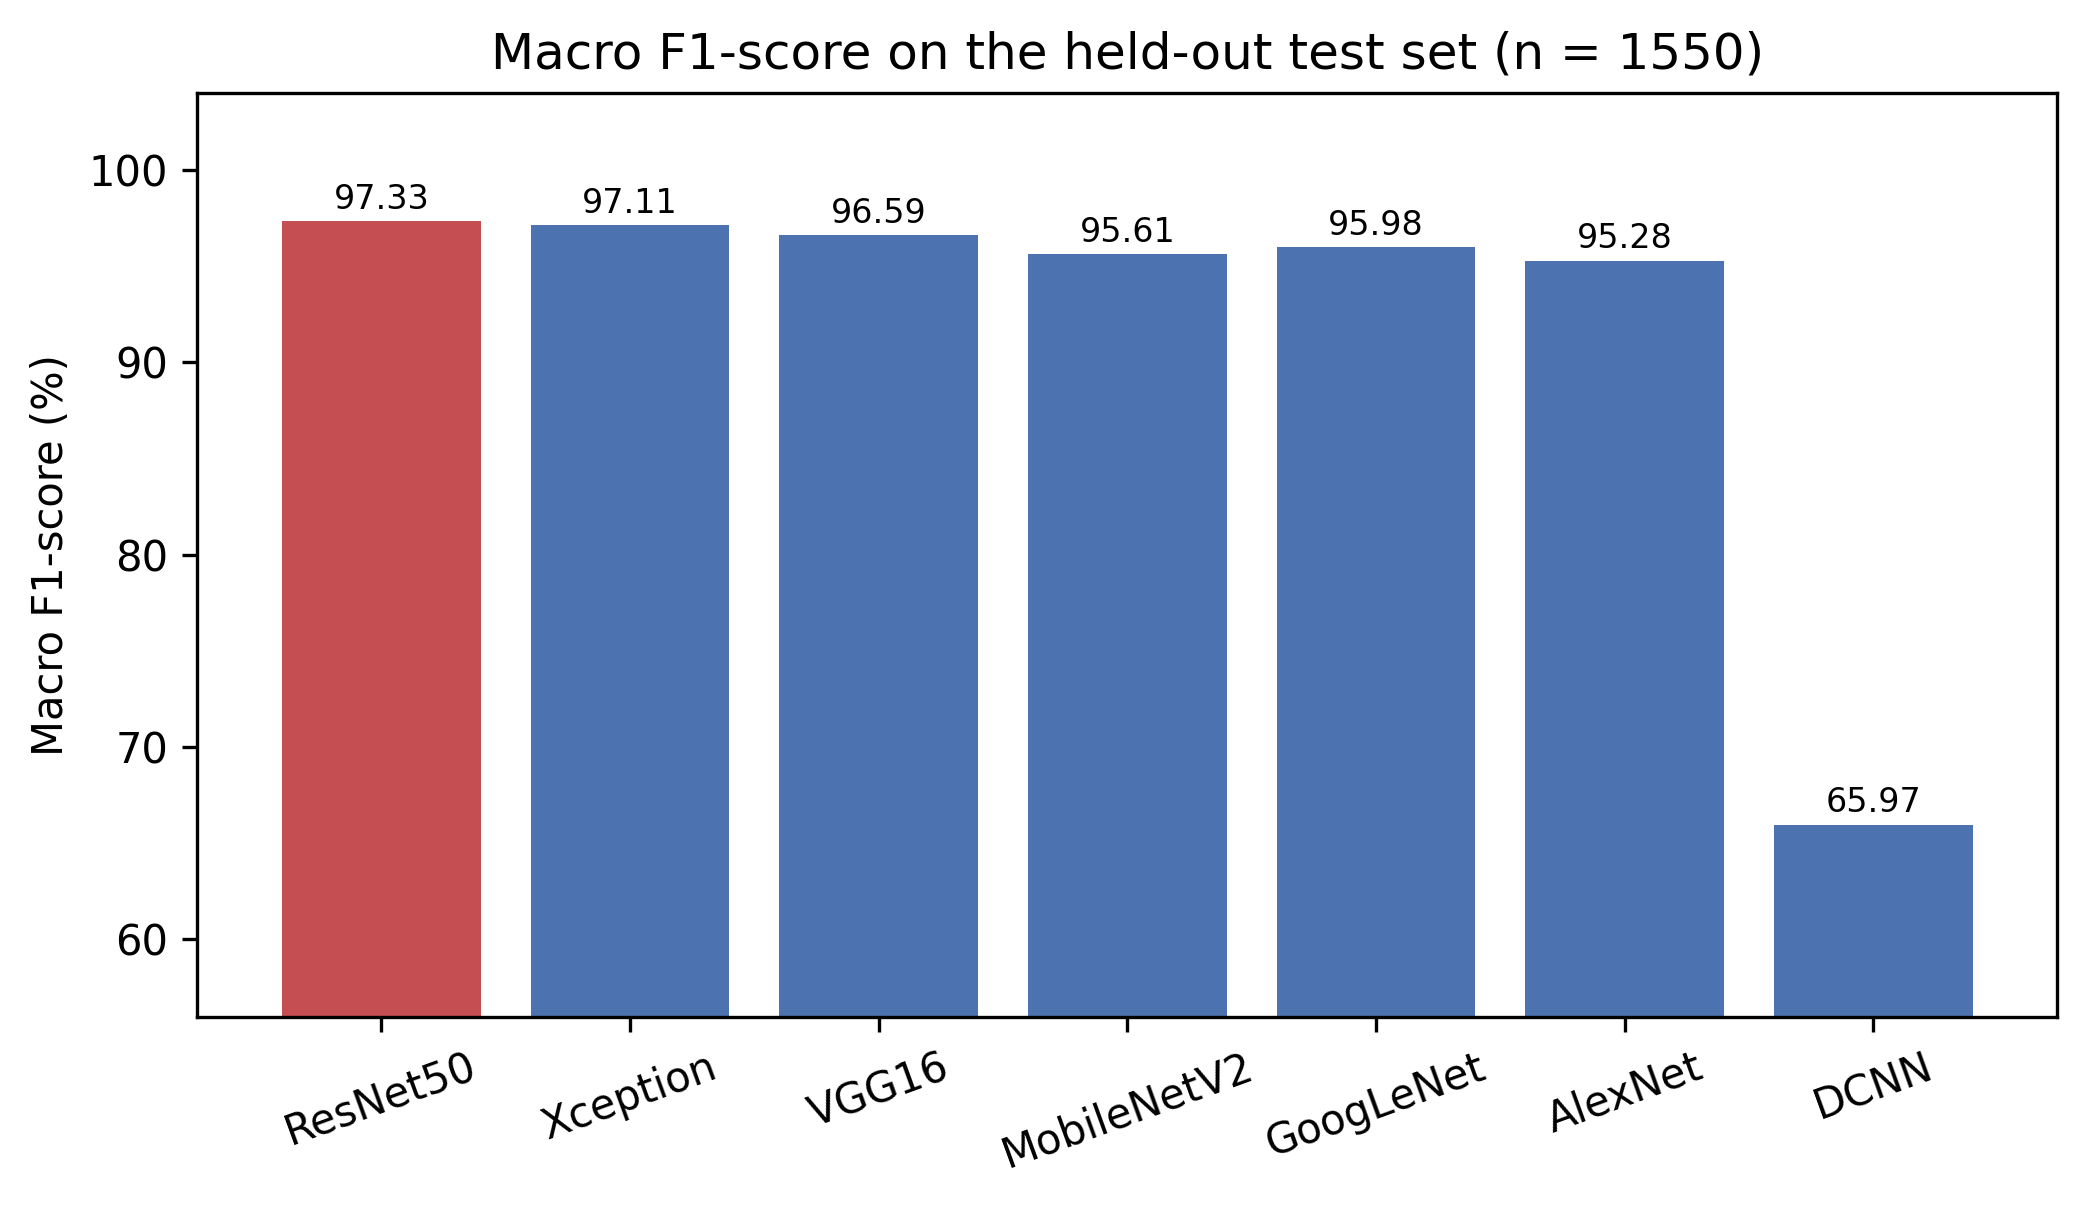 Macro F1-score on the held-out test set (n = 1550)
Macro F1-score (%)
100
90
80
70
60
97.33
97.11
96.59
95.61
95.98
95.28
65.97
ResNet50
Xception
VGG16
MobileNetV2
GoogLeNet
AlexNet
DCNN